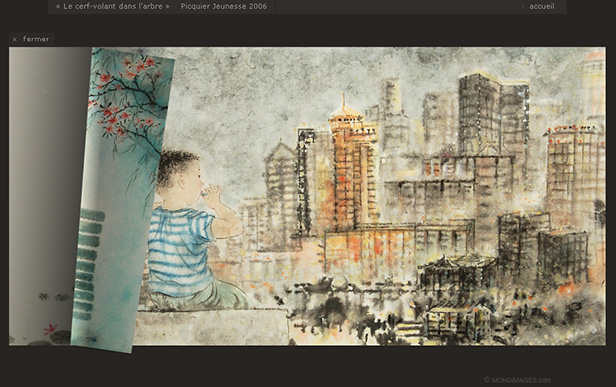 « Le cerf-volant dans l'arbre » Picquier Jeunesse 2006
accueil
× fermer
© MONDIMAGES.com